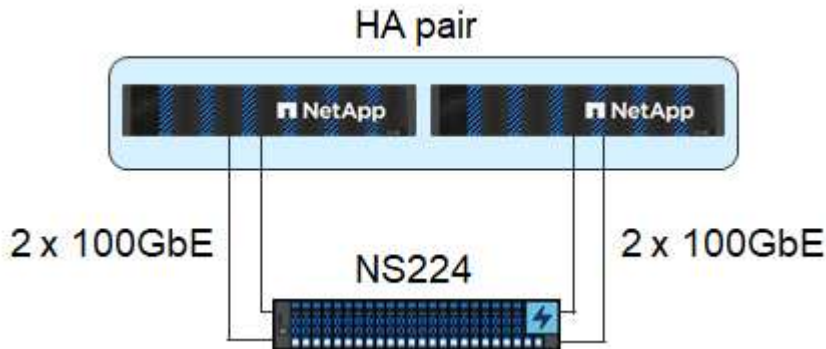 HA pair
NetApp
NetApp
2 x 100GbE
2 x 100GbE
NS224